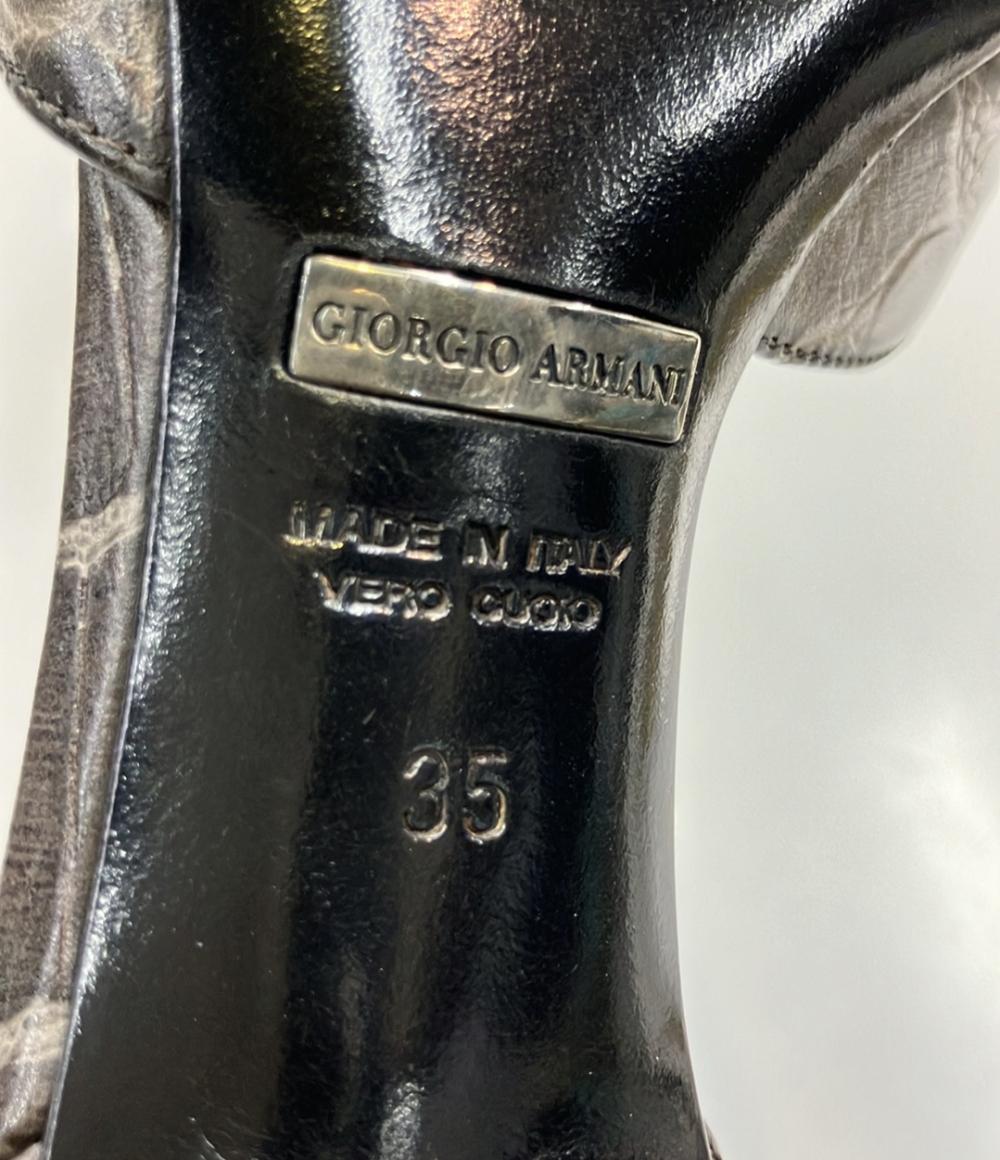 GIORGIO ARMANI
MADE IN ITALY
VERO CUOIO
35